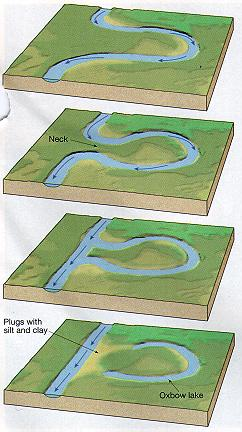 Neck
Plugs with
silt and clay
Oxbow lake